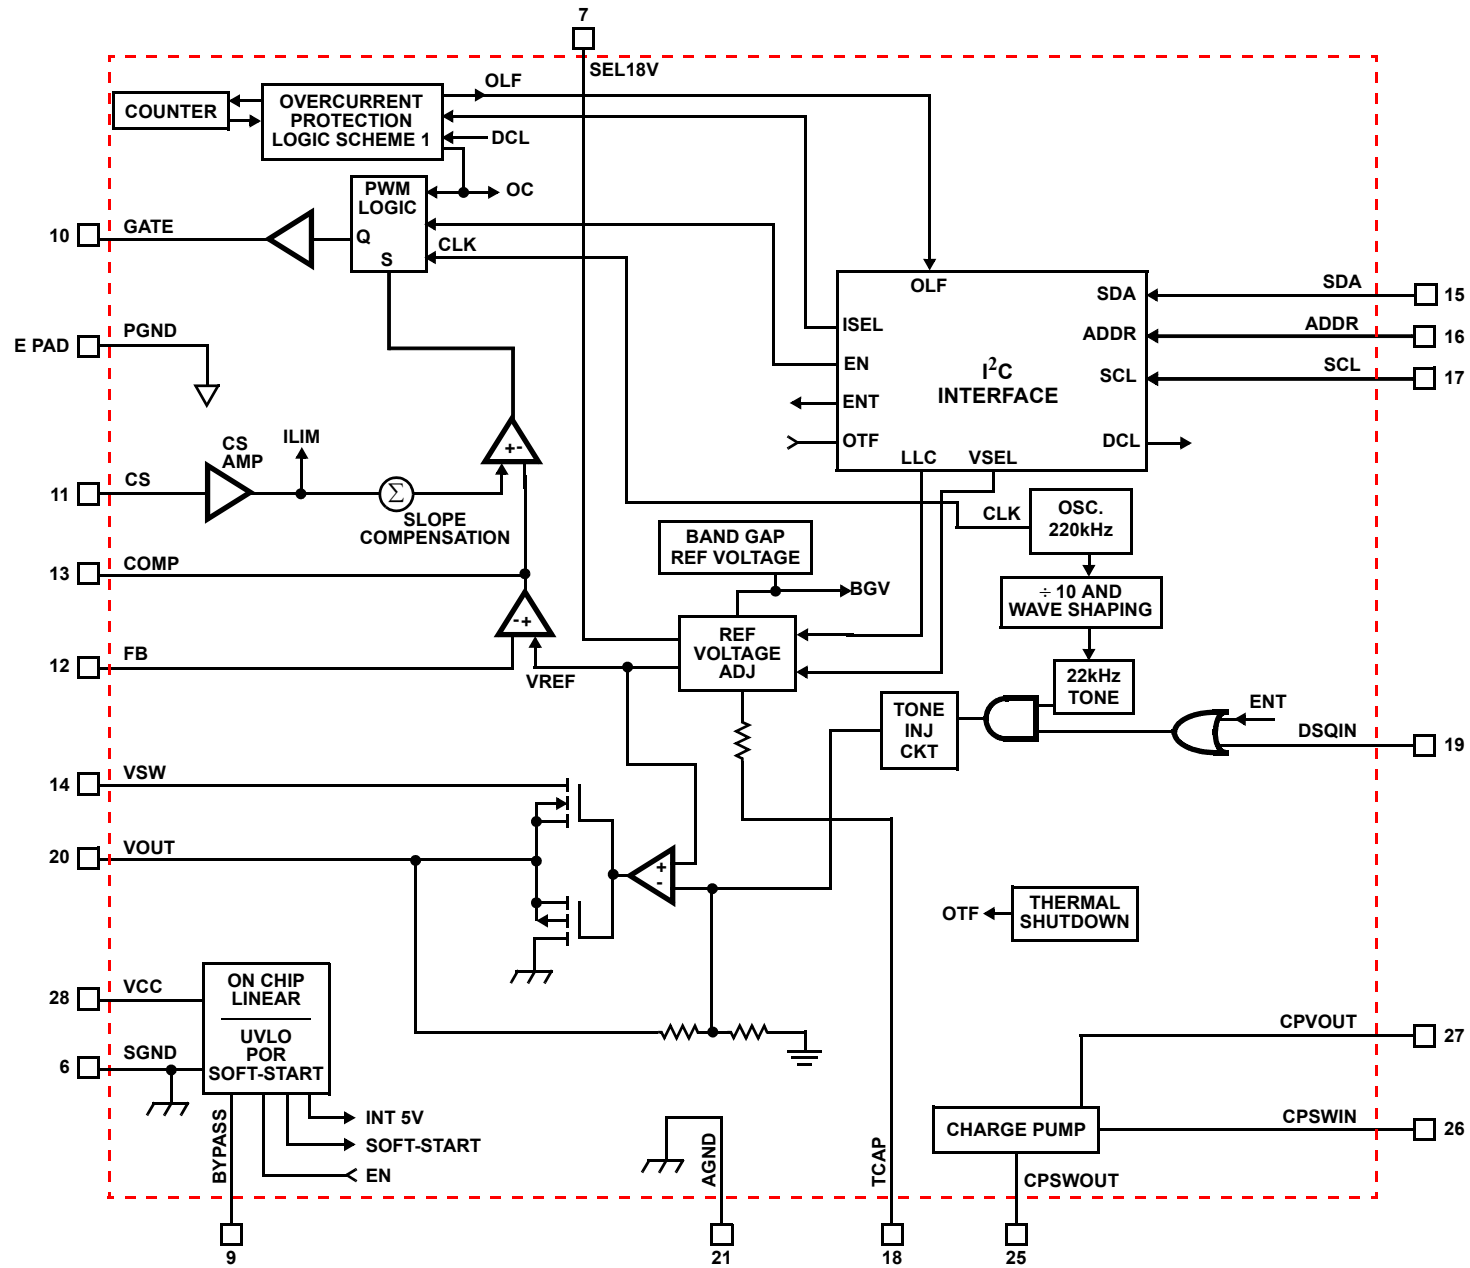 7
SEL18V
COUNTER
OVERCURRENT
PROTECTION
LOGIC SCHEME 1
OLF
DCL
OC
PWM
LOGIC
Q
S
CLK
10
GATE
E PAD
PGND
OLF
SDA
ADDR
SCL
ISEL
EN
ENT
OTF
I²C
INTERFACE
DCL
LLC
VSEL
SDA
15
ADDR
16
SCL
17
CS
AMP
ILIM
11
CS
Σ
SLOPE
COMPENSATION
+-
13
COMP
-+
12
FB
VREF
BAND GAP
REF VOLTAGE
BGV
REF
VOLTAGE
ADJ
CLK
OSC.
220kHz
÷ 10 AND
WAVE SHAPING
22kHz
TONE
TONE
INJ
CKT
ENT
DSQIN
19
14
VSW
20
VOUT
+
-
OTF
THERMAL
SHUTDOWN
28
VCC
6
SGND
ON CHIP
LINEAR
UVLO
POR
SOFT-START
INT 5V
SOFT-START
EN
BYPASS
9
AGND
21
TCAP
18
CHARGE PUMP
CPVOUT
27
CPSWIN
26
CPSWOUT
25